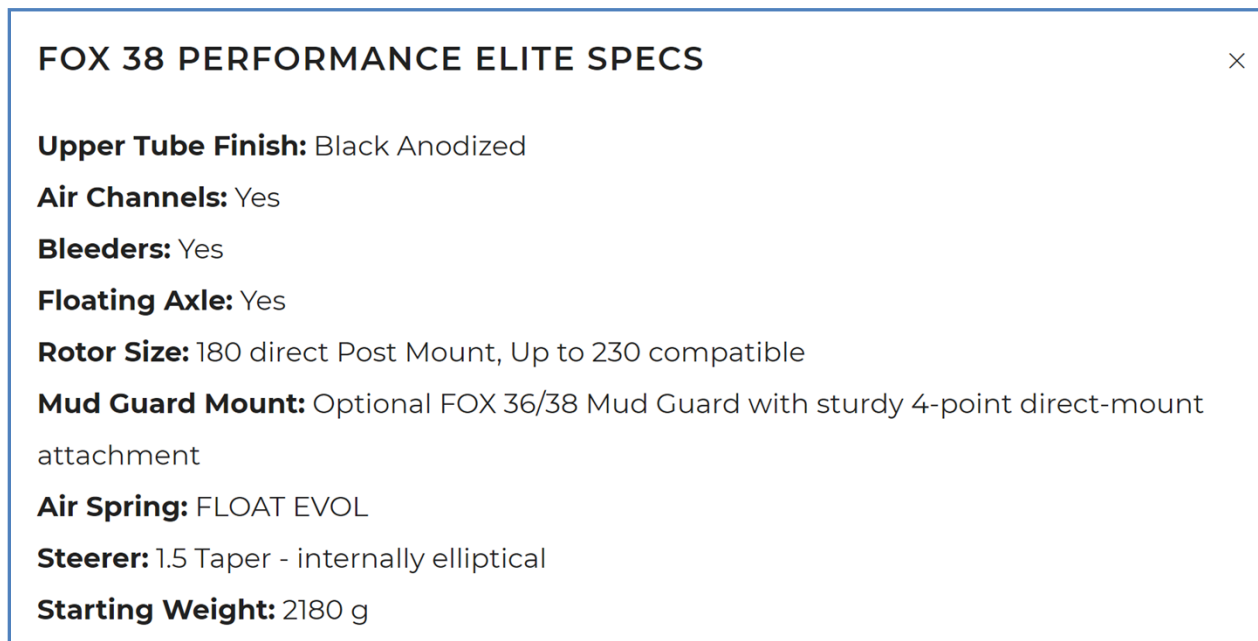 FOX 38 PERFORMANCE ELITE SPECS
Upper Tube Finish: Black Anodized
Air Channels: Yes
Bleeders: Yes
Floating Axle: Yes
Rotor Size: 180 direct Post Mount, Up to 230 compatible
Mud Guard Mount: Optional FOX 36/38 Mud Guard with sturdy 4-point direct-mount
attachment
Air Spring: FLOAT EVOL
Steerer: 1.5 Taper - internally elliptical
Starting Weight: 2180 g